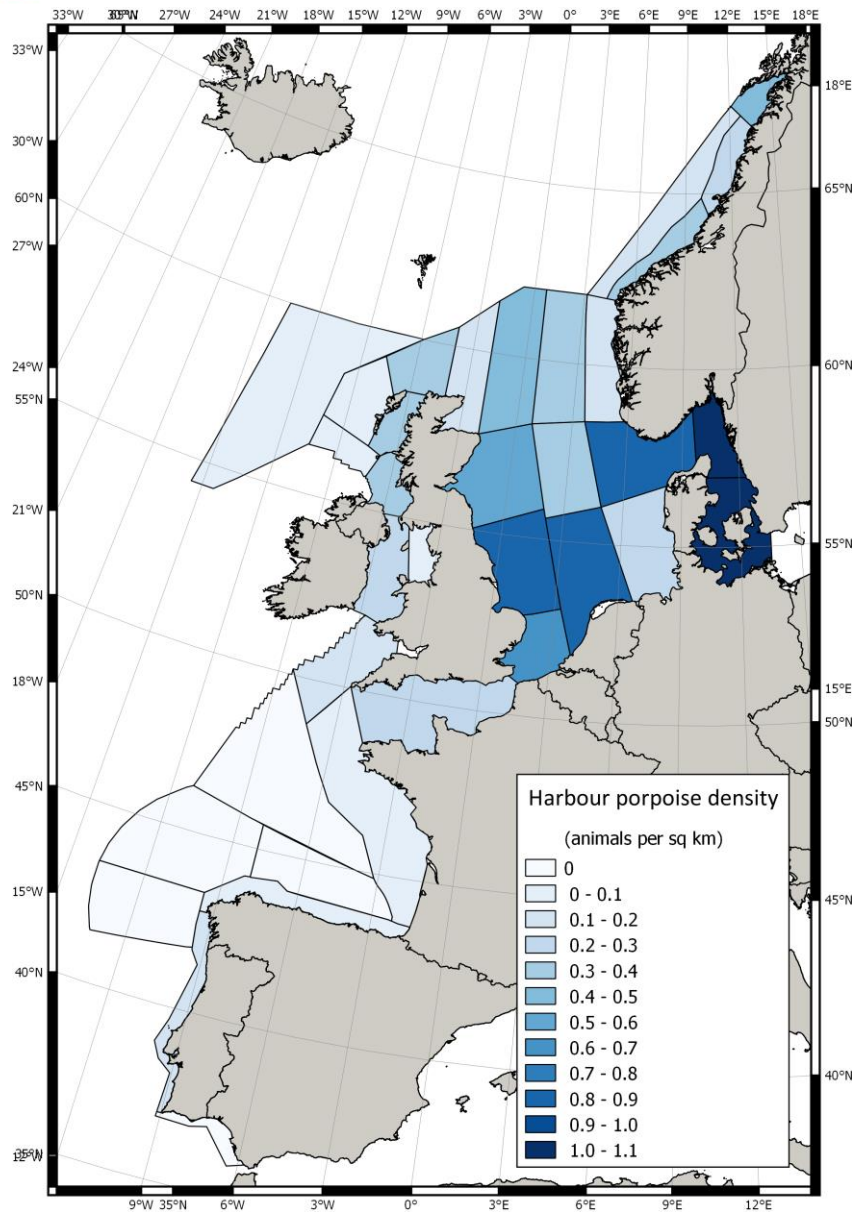 33°W 30°W 24°W 21°W 18°W 15°W 12°W 9°W 6°W 3°W 0° 3°E 6°E 9°E 12°E 15°E 18°E
27°W
33°W
18°E
30°W
65°N
60°N
27°W
60°N
24°W
55°N
21°W
55°N
50°N
18°W
15°E
50°N
45°N
Harbour porpoise density
(animals per sq km)
0
0 - 0.1
0.1 - 0.2
0.2 - 0.3
0.3 - 0.4
0.4 - 0.5
0.5 - 0.6
0.6 - 0.7
0.7 - 0.8
0.8 - 0.9
0.9 - 1.0
1.0 - 1.1
15°W
45°N
40°N
40°N
35°N
9°W 35°N 6°W 3°W 0° 3°E 6°E 9°E 12°E